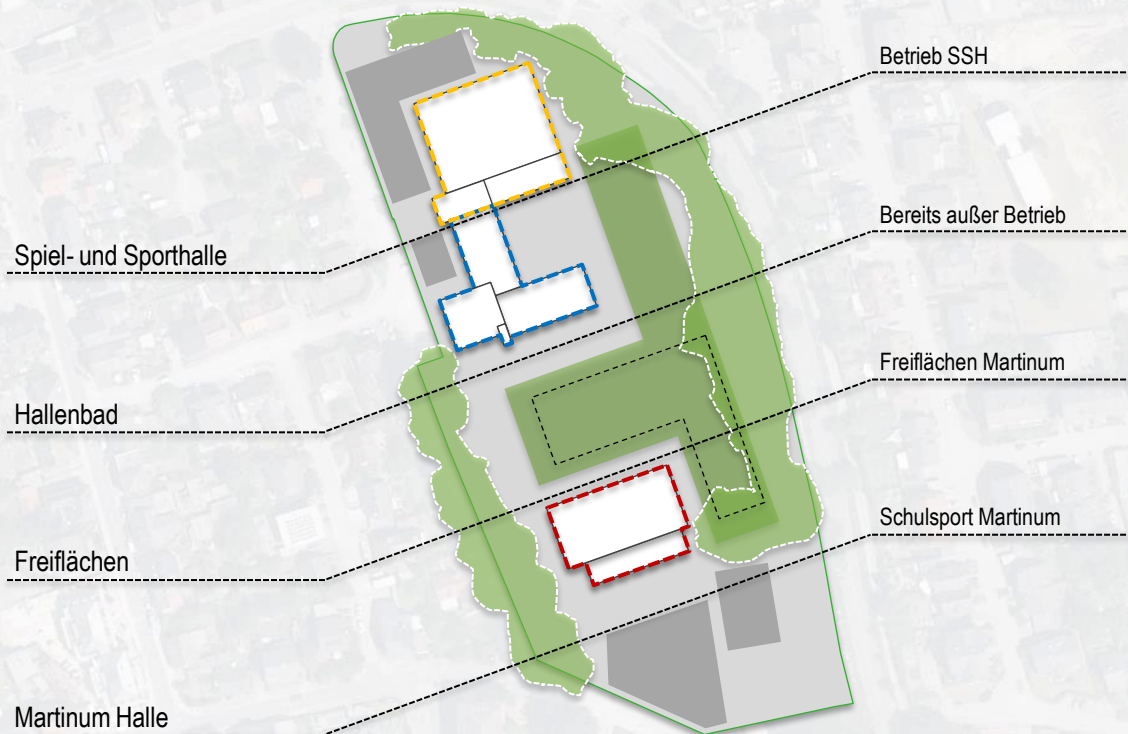 Betrieb SSH
Spiel- und Sporthalle
Bereits außer Betrieb
Hallenbad
Freiflächen Martinum
Freiflächen
Schulsport Martinum
Martinum Halle